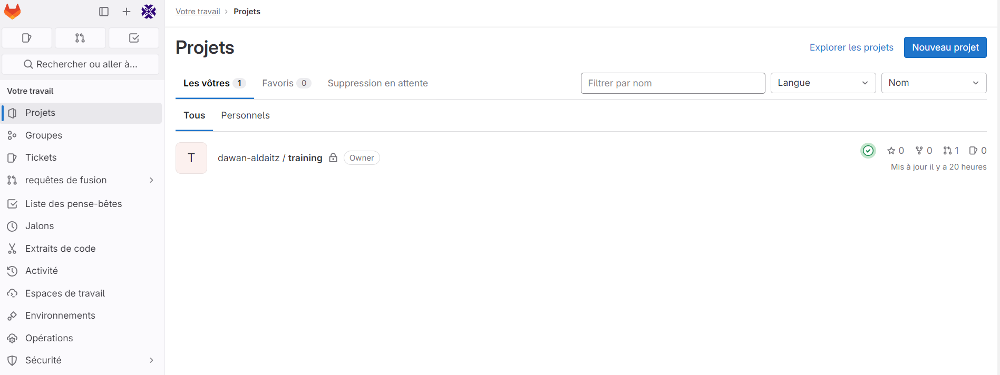 Votre travail › Projets
Projets
Explorer les projets
Nouveau projet
Rechercher ou aller à...
Les vôtres 1
Favoris 0
Suppression en attente
Filtrer par nom
Langue
Nom
Votre travail
Projets
Groupes
Tickets
requêtes de fusion
Liste des pense-bêtes
Jalons
Extraits de code
Activité
Espaces de travail
Environnements
Opérations
Sécurité
Tous
Personnels
T
dawan-aldaitz / training
Owner
0 0 1 0
Mis à jour il y a 20 heures